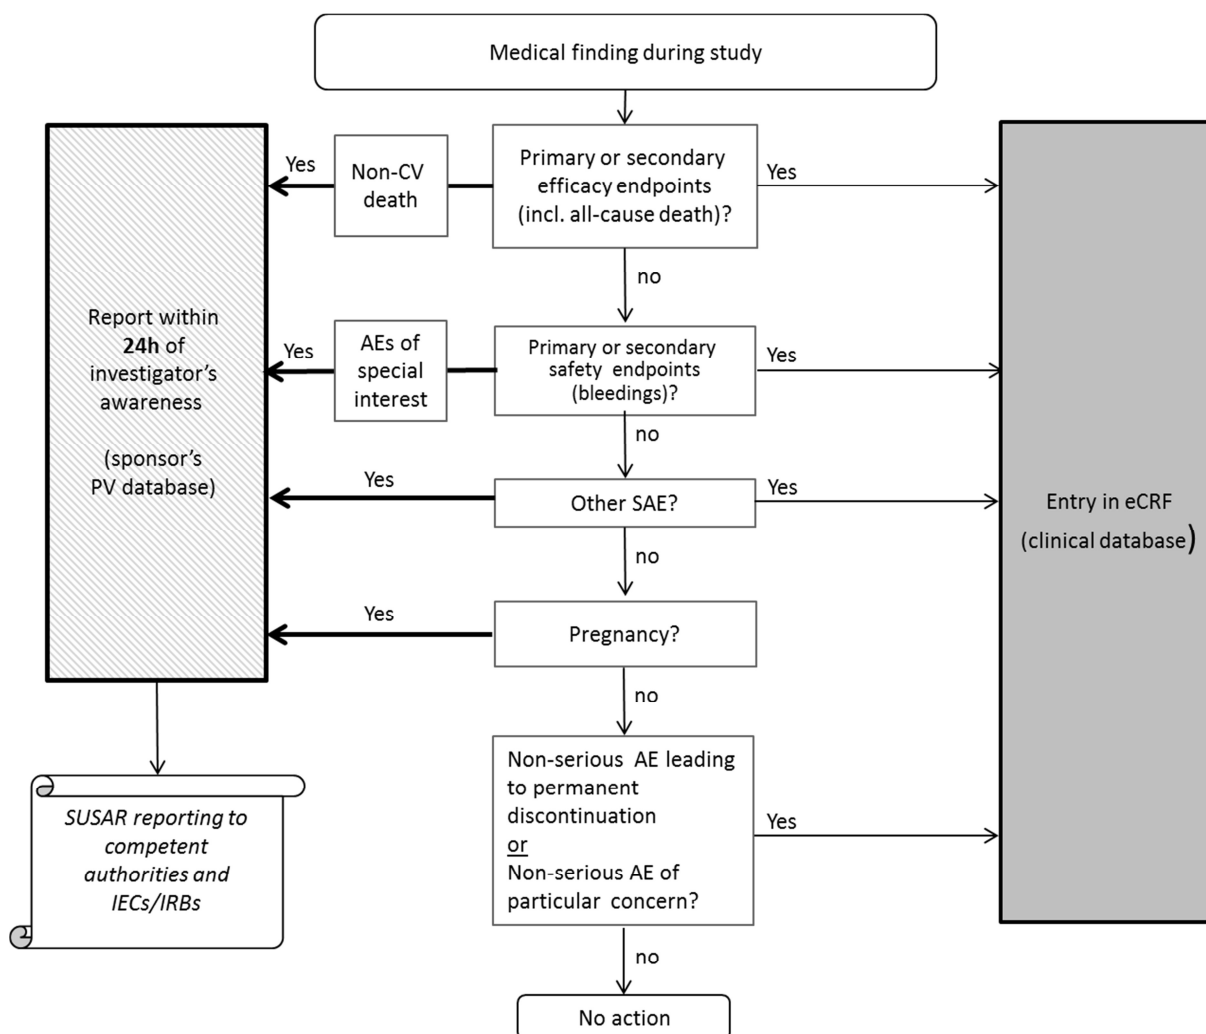 Medical finding during study
Primary or secondary
efficacy endpoints
(incl. all-cause death)?
Yes
Non-CV
death
Yes
no
Report within
24h of
investigator's
awareness
(sponsor's
PV database)
Yes
AEs of
special
interest
Primary or secondary
safety endpoints
(bleedings)?
Yes
no
Yes
Other SAE?
Yes
Entry in eCRF
(clinical database)
no
Yes
Pregnancy?
no
Non-serious AE leading
to permanent
discontinuation
or
Non-serious AE of
particular concern?
Yes
SUSAR reporting to
competent
authorities and
IECs/IRBs
no
No action